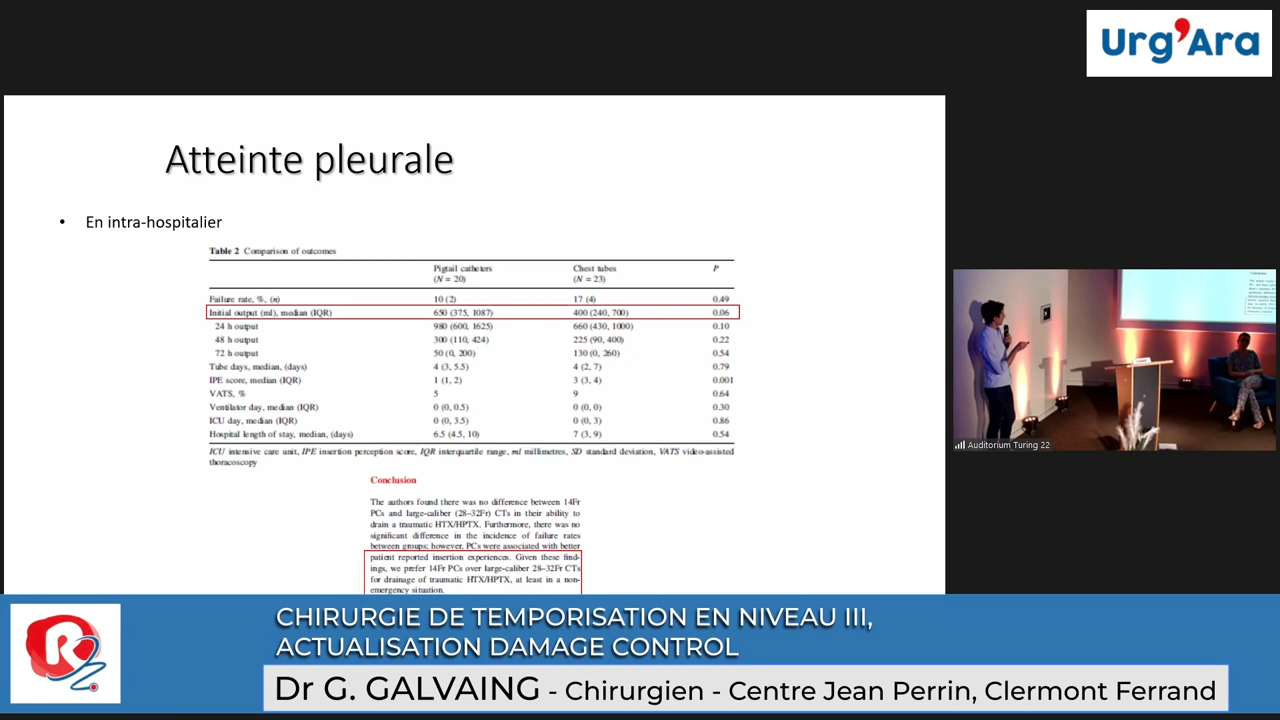 Urg'Ara
Atteinte pleurale
• En intra-hospitalier
Table 2 Comparison of outcomes
Pigtail catheters (N = 20) Chest tubes (N = 23) P
Failure rate, %, (n) 10 (2) 17 (4) 0.49
Initial output (ml), median (IQR) 650 (375, 1087) 400 (240, 700) 0.06
24 h output 980 (600, 1625) 660 (430, 1000) 0.10
48 h output 300 (110, 424) 225 (90, 400) 0.22
72 h output 50 (0, 200) 130 (0, 260) 0.54
Tube days, median, (days) 4 (3, 5.5) 4 (2, 7) 0.79
IPE score, median (IQR) 1 (1, 2) 3 (3, 4) 0.001
VATS, % 5 9 0.64
Ventilator day, median (IQR) 0 (0, 0.5) 0 (0, 0) 0.30
ICU day, median (IQR) 0 (0, 3.5) 0 (0, 3) 0.86
Hospital length of stay, median, (days) 6.5 (4.5, 10) 7 (3, 9) 0.54
ICU intensive care unit, IPE insertion perception score, IQR interquartile range, ml millimetres, SD standard deviation, VATS video-assisted
thoracoscopy
Conclusion
The authors found there was no difference between 14Fr
PCs and large-caliber (28–32Fr) CTs in their ability to
drain a traumatic HTX/HPTX. Furthermore, there was no
significant difference in the incidence of failure rates
between groups; however, PCs were associated with better
patient reported insertion experiences. Given these find-
ings, we prefer 14Fr PCs over large-caliber 28–32Fr CTs
for drainage of traumatic HTX/HPTX, at least in a non-
emergency situation.
Auditorium Turing 22
R
CHIRURGIE DE TEMPORISATION EN NIVEAU III,
ACTUALISATION DAMAGE CONTROL
Dr G. GALVAING - Chirurgien - Centre Jean Perrin, Clermont Ferrand